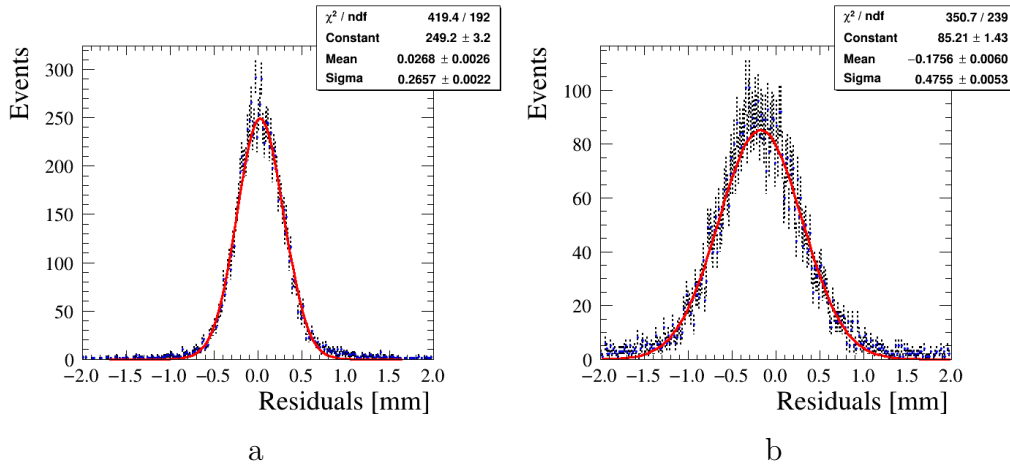 χ² / ndf 419.4 / 192
Constant 249.2 ± 3.2
Mean 0.0268 ± 0.0026
Sigma 0.2657 ± 0.0022
Events
300
250
200
150
100
50
0
−2.0 −1.5 −1.0 −0.5 0.0 0.5 1.0 1.5 2.0
Residuals [mm]
a
χ² / ndf 350.7 / 239
Constant 85.21 ± 1.43
Mean −0.1756 ± 0.0060
Sigma 0.4755 ± 0.0053
Events
100
80
60
40
20
0
−2.0 −1.5 −1.0 −0.5 0.0 0.5 1.0 1.5 2.0
Residuals [mm]
b